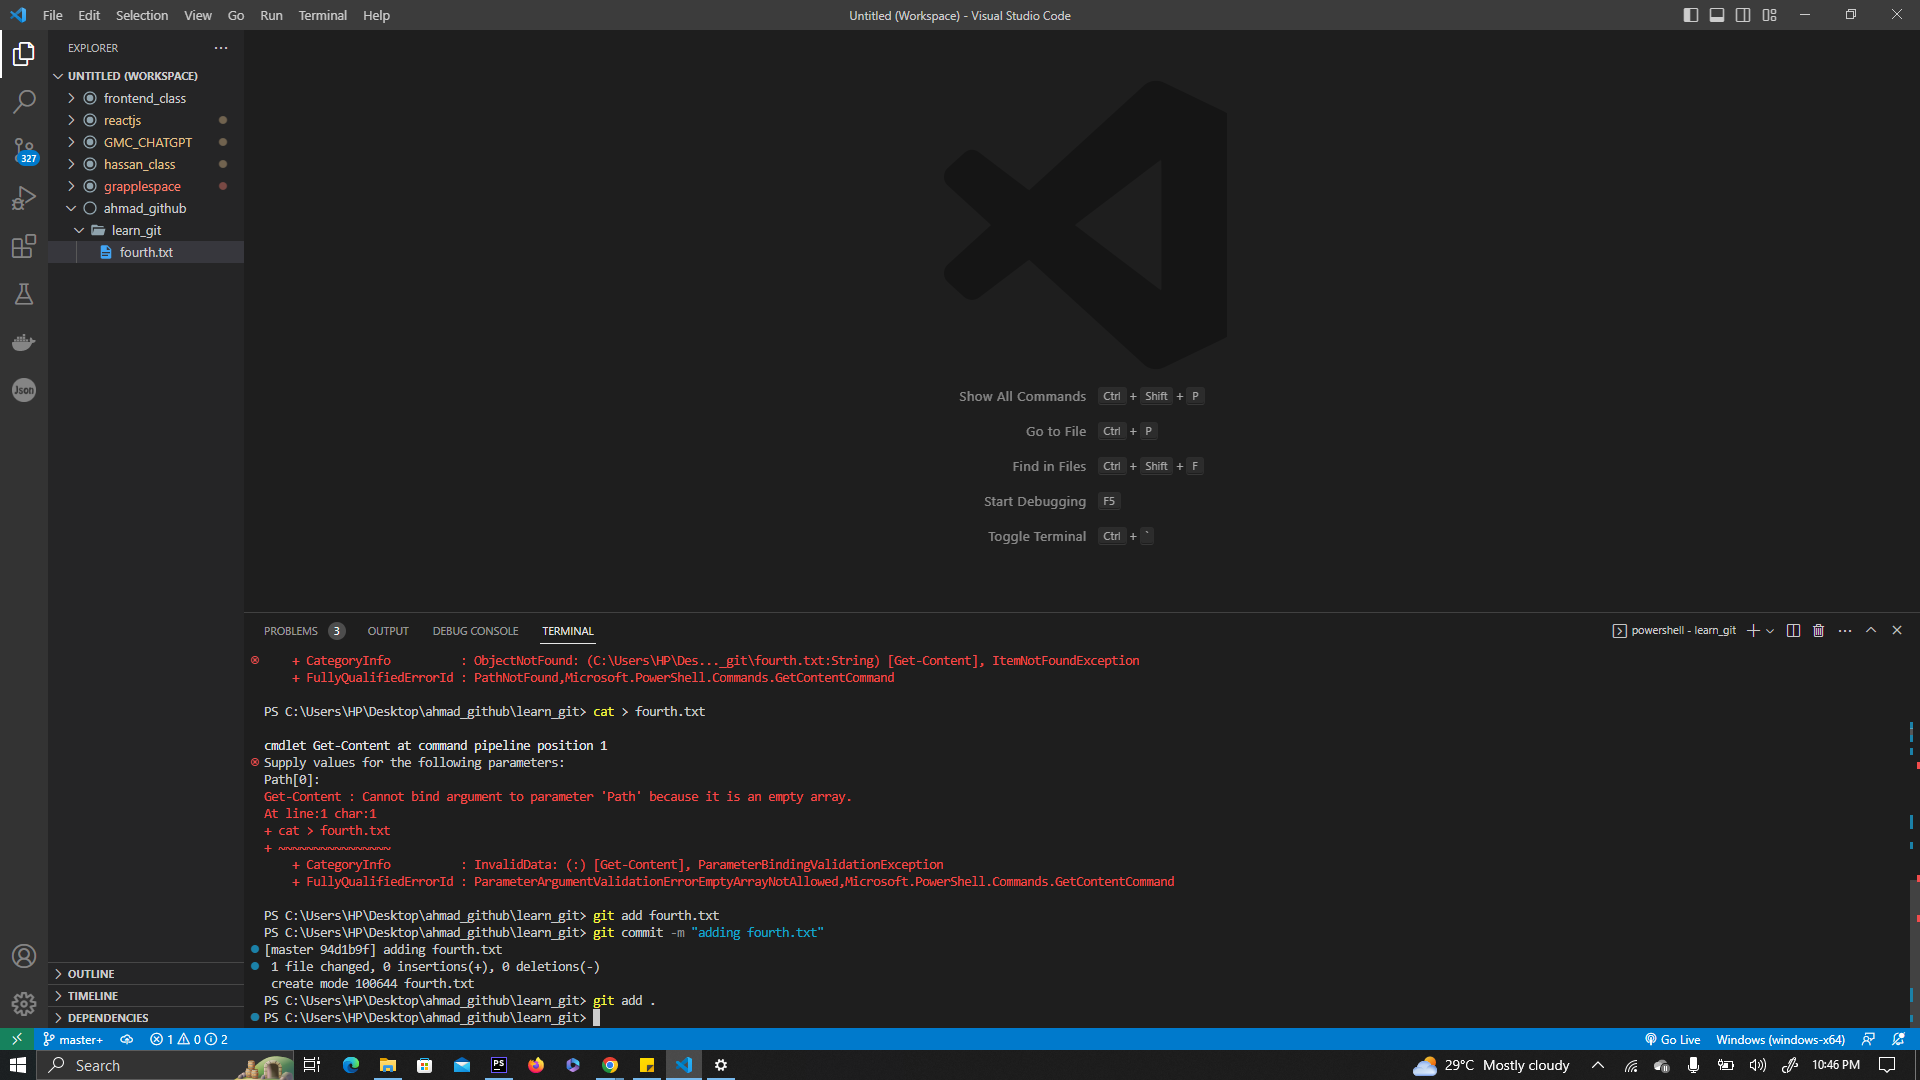 File Edit Selection View Go Run Terminal Help
Untitled (Workspace) - Visual Studio Code
EXPLORER
UNTITLED (WORKSPACE)
frontend_class
reactjs
GMC_CHATGPT
hassan_class
grapplespace
ahmad_github
learn_git
fourth.txt
327
Json
Show All Commands Ctrl + Shift + P
Go to File Ctrl + P
Find in Files Ctrl + Shift + F
Start Debugging F5
Toggle Terminal Ctrl + `
PROBLEMS 3 OUTPUT DEBUG CONSOLE TERMINAL
powershell - learn_git
+ CategoryInfo : ObjectNotFound: (C:\Users\HP\Des..._git\fourth.txt:String) [Get-Content], ItemNotFoundException
+ FullyQualifiedErrorId : PathNotFound,Microsoft.PowerShell.Commands.GetContentCommand
PS C:\Users\HP\Desktop\ahmad_github\learn_git> cat > fourth.txt
cmdlet Get-Content at command pipeline position 1
Supply values for the following parameters:
Path[0]:
Get-Content : Cannot bind argument to parameter 'Path' because it is an empty array.
At line:1 char:1
+ cat > fourth.txt
+ ~~~~~~~~~~~~~~~~
+ CategoryInfo : InvalidData: (:) [Get-Content], ParameterBindingValidationException
+ FullyQualifiedErrorId : ParameterArgumentValidationErrorEmptyArrayNotAllowed,Microsoft.PowerShell.Commands.GetContentCommand
PS C:\Users\HP\Desktop\ahmad_github\learn_git> git add fourth.txt
PS C:\Users\HP\Desktop\ahmad_github\learn_git> git commit -m "adding fourth.txt"
[master 94d1b9f] adding fourth.txt
1 file changed, 0 insertions(+), 0 deletions(-)
create mode 100644 fourth.txt
PS C:\Users\HP\Desktop\ahmad_github\learn_git> git add .
PS C:\Users\HP\Desktop\ahmad_github\learn_git>
OUTLINE
TIMELINE
DEPENDENCIES
master+ 1 0 2
Go Live Windows (windows-x64)
Search
PS
29°C Mostly cloudy
10:46 PM